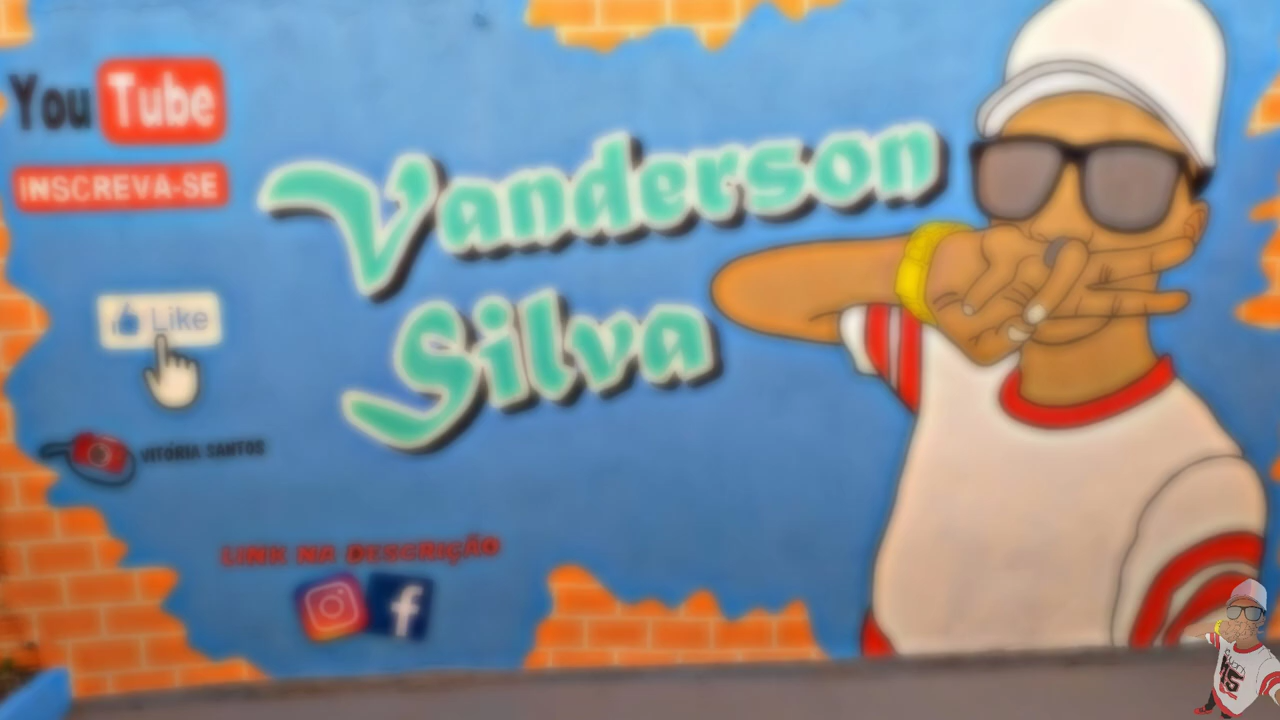 YouTube
INSCREVA-SE
Vanderson
Silva
Like
VITÓRIA SANTOS
LINK NA DESCRIÇÃO
f